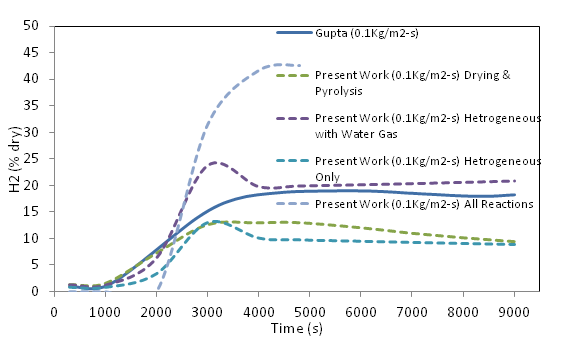 50
45
40
35
30
25
20
15
10
5
0
H2 (% dry)
Gupta (0.1Kg/m2-s)
Present Work (0.1Kg/m2-s) Drying &
Pyrolysis
Present Work (0.1Kg/m2-s) Hetrogeneous
with Water Gas
Present Work (0.1Kg/m2-s) Hetrogeneous
Only
Present Work (0.1Kg/m2-s) All Reactions
0 1000 2000 3000 4000 5000 6000 7000 8000 9000
Time (s)